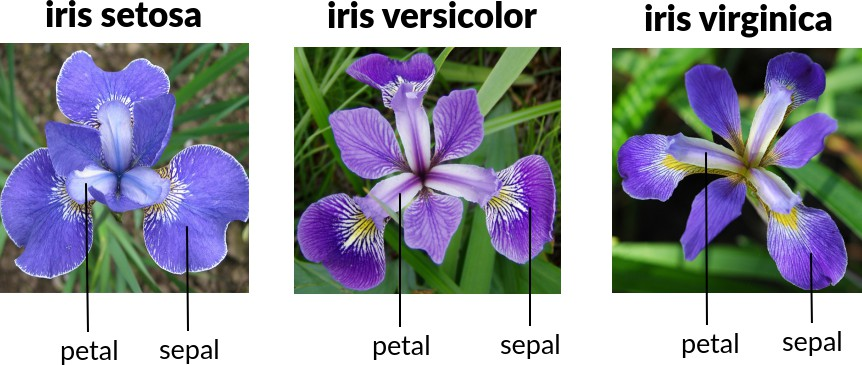 iris setosa
iris versicolor
iris virginica
petal
sepal
petal
sepal
petal
sepal